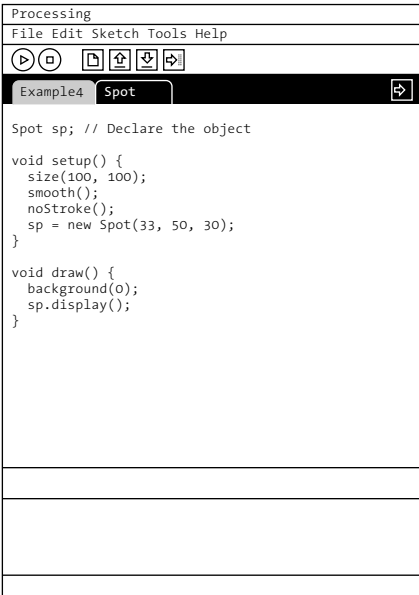 Processing
File Edit Sketch Tools Help
Example4 Spot
Spot sp; // Declare the object
void setup() {
  size(100, 100);
  smooth();
  noStroke();
  sp = new Spot(33, 50, 30);
}
void draw() {
  background(0);
  sp.display();
}